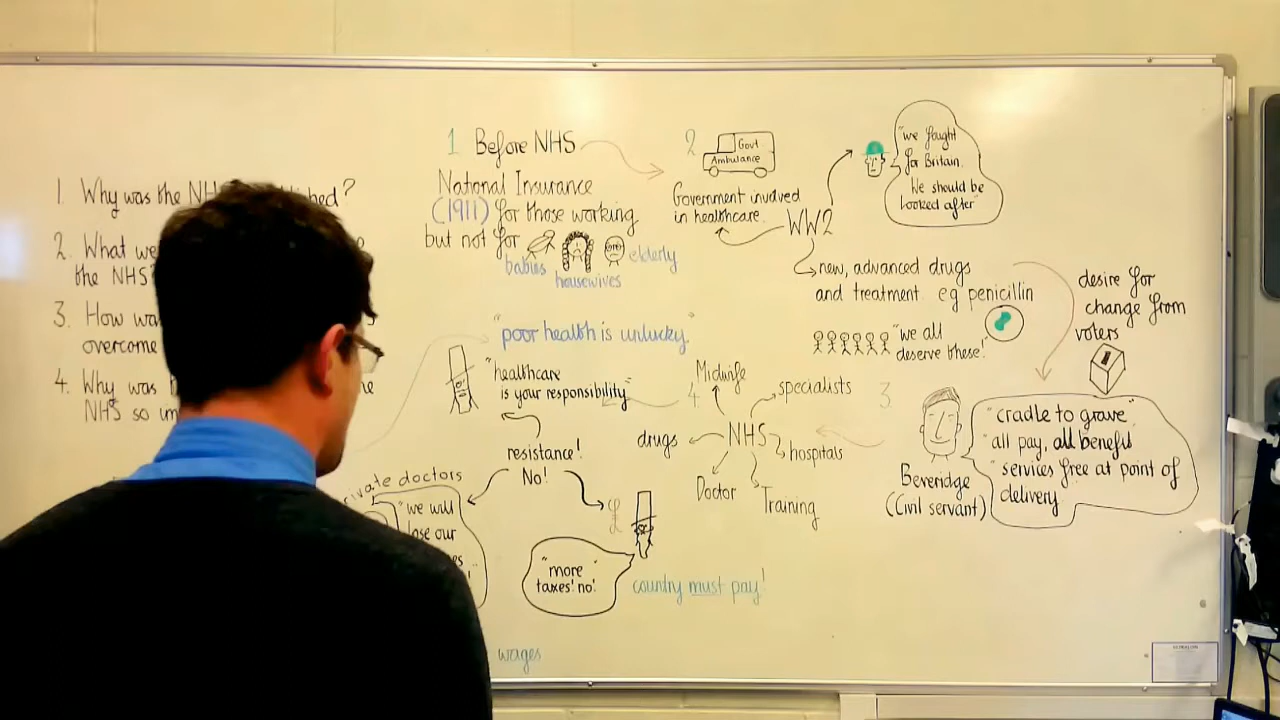 1. Why was the NHS established?
2. What we
the NHS?
3. How wa
overcome
4. Why was
NHS so im
1 Before NHS
National Insurance
(1911) for those working
but not for
babies
housewives
elderly
2
Govt
Ambulance
Government involved
in healthcare.
WW2
"we fought
for Britain.
We should be
looked after"
new, advanced drugs
and treatment eg penicillin
"we all
deserve these!"
desire for
change from
voters
3.
"cradle to grave"
all pay, all benefit
"services free at point of
delivery
Beveridge
(Civil servant)
4.
NHS
Midwife
specialists
hospitals
Training
Doctor
drugs
"poor health is unlucky"
"healthcare
is your responsibility"
resistance!
No!
private doctors
"we will
lose our
£
"more
taxes! no!"
country must pay!
wages